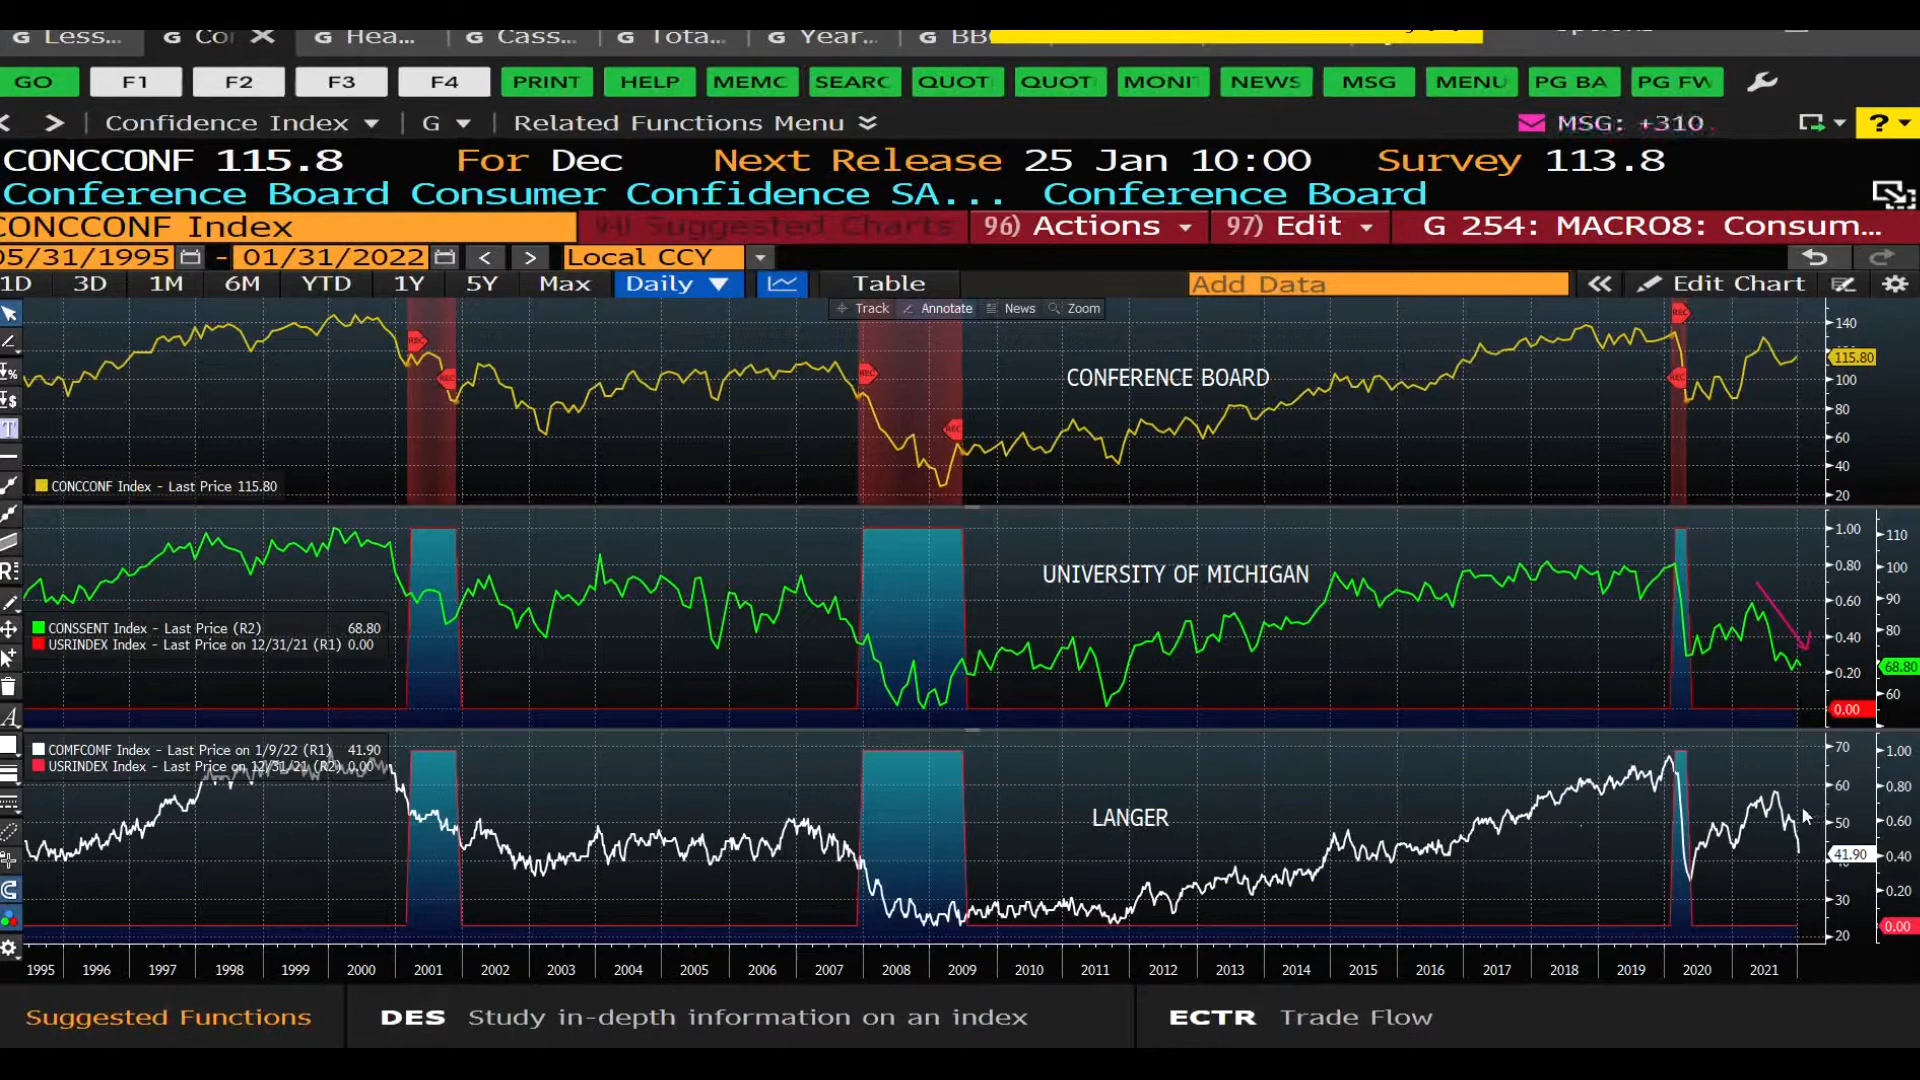 G Less... G Co X G Hea... G Cass... G Tota... G Year... G BB
GO F1 F2 F3 F4 PRINT HELP MEMC SEARC QUOT QUOT MONI NEWS MSG MENU PG BA PG FW
< > Confidence Index G Related Functions Menu MSG: +310 ?
CONCCONF 115.8 For Dec Next Release 25 Jan 10:00 Survey 113.8
Conference Board Consumer Confidence SA... Conference Board
CONCCONF Index 94) Suggested Charts 96) Actions 97) Edit G 254: MACRO8: Consum...
05/31/1995 - 01/31/2022 < > Local CCY
1D 3D 1M 6M YTD 1Y 5Y Max Daily Table Add Data « Edit Chart
Track Annotate News Zoom
REC REC REC REC REC REC
CONFERENCE BOARD
CONCCONF Index - Last Price 115.80
140
115.80
100
80
60
40
20
UNIVERSITY OF MICHIGAN
CONSSENT Index - Last Price (R2) 68.80
USRINDEX Index - Last Price on 12/31/21 (R1) 0.00
1.00 110
0.80 100
0.60 90
0.40 80
0.20 68.80
0.00 60
COMFCOMF Index - Last Price on 1/9/22 (R1) 41.90
USRINDEX Index - Last Price on 12/31/21 (R2) 0.00
LANGER
70 1.00
60 0.80
50 0.60
41.90 0.40
30 0.20
20 0.00
1995 1996 1997 1998 1999 2000 2001 2002 2003 2004 2005 2006 2007 2008 2009 2010 2011 2012 2013 2014 2015 2016 2017 2018 2019 2020 2021
Suggested Functions DES Study in-depth information on an index ECTR Trade Flow